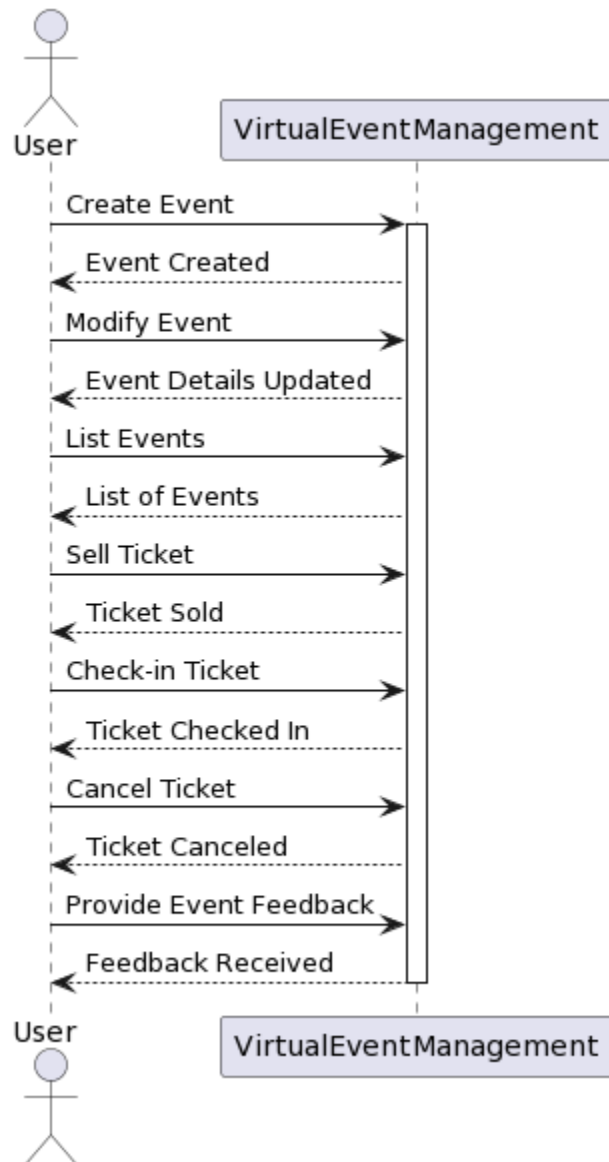 User
VirtualEventManagement
Create Event
Event Created
Modify Event
Event Details Updated
List Events
List of Events
Sell Ticket
Ticket Sold
Check-in Ticket
Ticket Checked In
Cancel Ticket
Ticket Canceled
Provide Event Feedback
Feedback Received
User
VirtualEventManagement